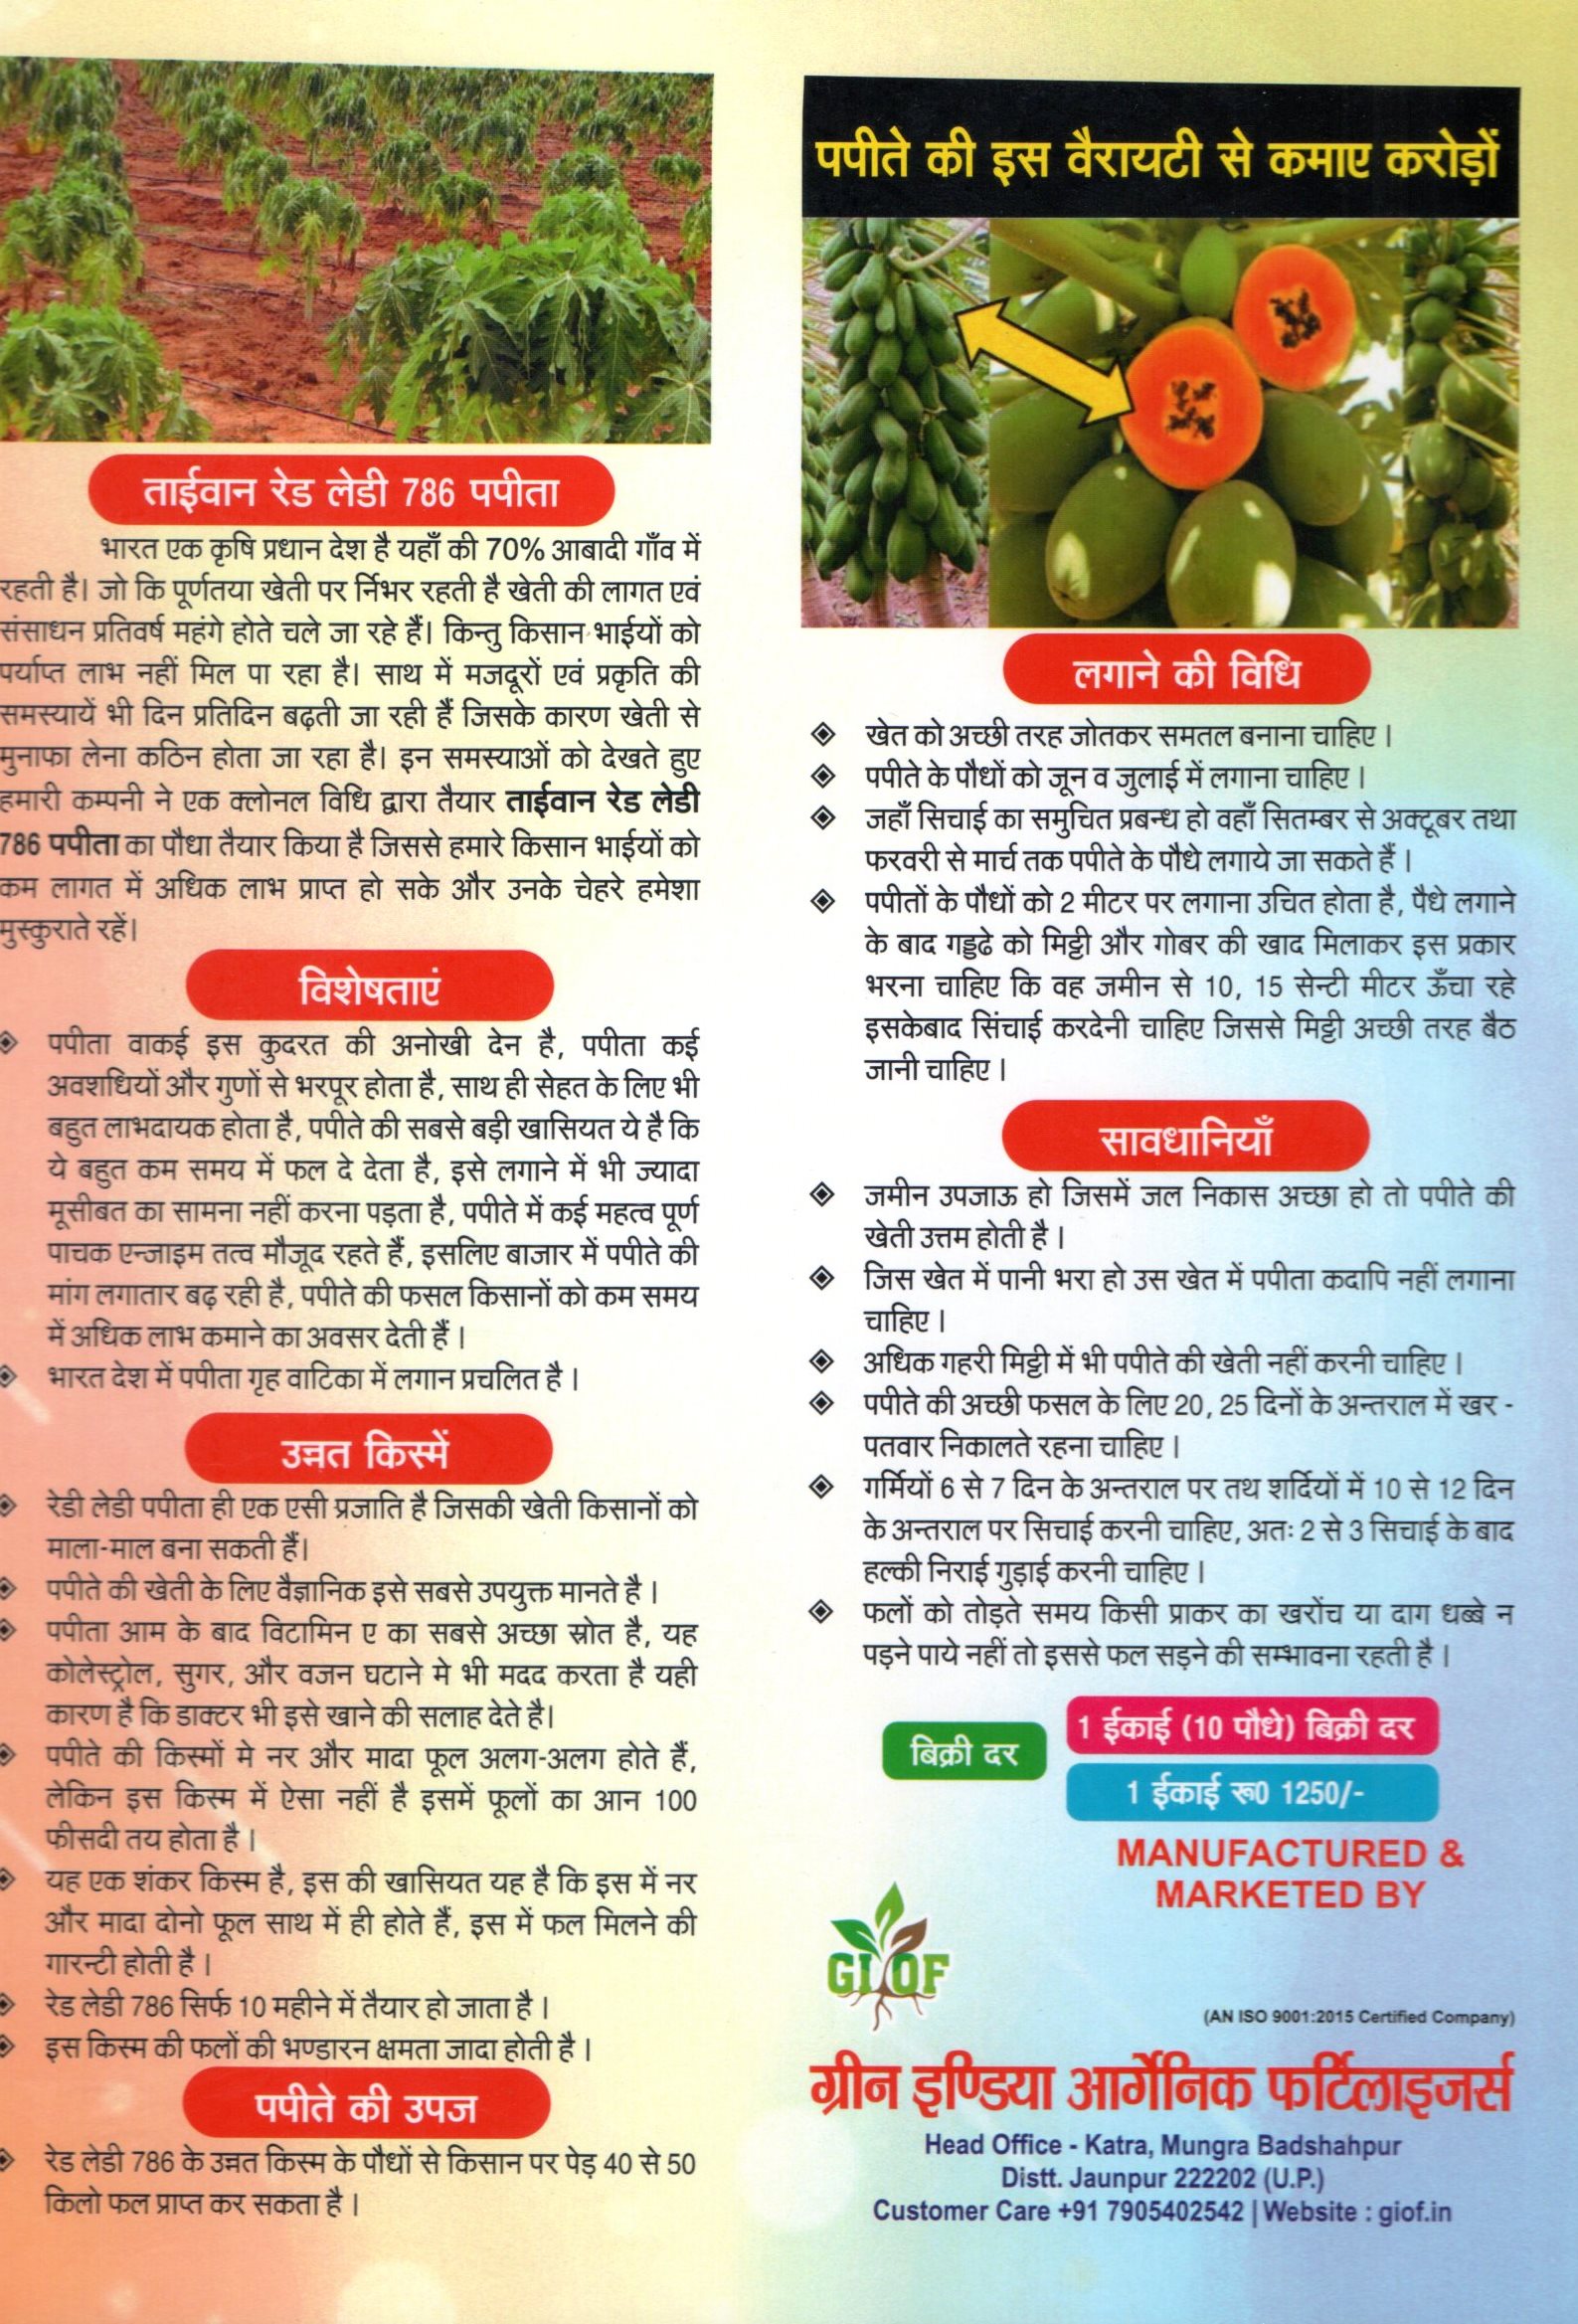 ताईवान रेड लेडी 786 पपीता
भारत एक कृषि प्रधान देश है यहाँ की 70% आबादी गाँव में
रहती है। जो कि पूर्णतया खेती पर र्निभर रहती है खेती की लागत एवं
संसाधन प्रतिवर्ष महंगे होते चले जा रहे हैं। किन्तु किसान भाईयों को
पर्याप्त लाभ नहीं मिल पा रहा है। साथ में मजदूरों एवं प्रकृति की
समस्यायें भी दिन प्रतिदिन बढ़ती जा रही हैं जिसके कारण खेती से
मुनाफा लेना कठिन होता जा रहा है। इन समस्याओं को देखते हुए
हमारी कम्पनी ने एक क्लोनल विधि द्वारा तैयार ताईवान रेड लेडी
786 पपीता का पौधा तैयार किया है जिससे हमारे किसान भाईयों को
कम लागत में अधिक लाभ प्राप्त हो सके और उनके चेहरे हमेशा
मुस्कुराते रहें।
विशेषताएं
पपीता वाकई इस कुदरत की अनोखी देन है, पपीता कई
अवशधियों और गुणों से भरपूर होता है, साथ ही सेहत के लिए भी
बहुत लाभदायक होता है, पपीते की सबसे बड़ी खासियत ये है कि
ये बहुत कम समय में फल दे देता है, इसे लगाने में भी ज्यादा
मूसीबत का सामना नहीं करना पड़ता है, पपीते में कई महत्व पूर्ण
पाचक एन्जाइम तत्व मौजूद रहते हैं, इसलिए बाजार में पपीते की
मांग लगातार बढ़ रही है, पपीते की फसल किसानों को कम समय
में अधिक लाभ कमाने का अवसर देती हैं।
भारत देश में पपीता गृह वाटिका में लगान प्रचलित है।
उन्नत किस्में
रेडी लेडी पपीता ही एक एसी प्रजाति है जिसकी खेती किसानों को
माला-माल बना सकती हैं।
पपीते की खेती के लिए वैज्ञानिक इसे सबसे उपयुक्त मानते है।
पपीता आम के बाद विटामिन ए का सबसे अच्छा स्रोत है, यह
कोलेस्ट्रोल, सुगर, और वजन घटाने मे भी मदद करता है यही
कारण है कि डाक्टर भी इसे खाने की सलाह देते है।
पपीते की किस्मों मे नर और मादा फूल अलग-अलग होते हैं,
लेकिन इस किस्म में ऐसा नहीं है इसमें फूलों का आन 100
फीसदी तय होता है।
यह एक शंकर किस्म है, इस की खासियत यह है कि इस में नर
और मादा दोनो फूल साथ में ही होते हैं, इस में फल मिलने की
गारन्टी होती है।
रेड लेडी 786 सिर्फ 10 महीने में तैयार हो जाता है।
इस किस्म की फलों की भण्डारन क्षमता जादा होती है।
पपीते की उपज
रेड लेडी 786 के उन्नत किस्म के पौधों से किसान पर पेड़ 40 से 50
किलो फल प्राप्त कर सकता है।
पपीते की इस वैरायटी से कमाए करोड़ों
लगाने की विधि
खेत को अच्छी तरह जोतकर समतल बनाना चाहिए।
पपीते के पौधों को जून व जुलाई में लगाना चाहिए।
जहाँ सिचाई का समुचित प्रबन्ध हो वहाँ सितम्बर से अक्टूबर तथा
फरवरी से मार्च तक पपीते के पौधे लगाये जा सकते हैं।
पपीतों के पौधों को 2 मीटर पर लगाना उचित होता है, पैधे लगाने
के बाद गड्डढे को मिट्टी और गोबर की खाद मिलाकर इस प्रकार
भरना चाहिए कि वह जमीन से 10, 15 सेन्टी मीटर ऊँचा रहे
इसकेबाद सिंचाई करदेनी चाहिए जिससे मिट्टी अच्छी तरह बैठ
जानी चाहिए।
सावधानियाँ
जमीन उपजाऊ हो जिसमें जल निकास अच्छा हो तो पपीते की
खेती उत्तम होती है।
जिस खेत में पानी भरा हो उस खेत में पपीता कदापि नहीं लगाना
चाहिए।
अधिक गहरी मिट्टी में भी पपीते की खेती नहीं करनी चाहिए।
पपीते की अच्छी फसल के लिए 20, 25 दिनों के अन्तराल में खर -
पतवार निकालते रहना चाहिए।
गर्मियों 6 से 7 दिन के अन्तराल पर तथ शर्दियों में 10 से 12 दिन
के अन्तराल पर सिचाई करनी चाहिए, अतः 2 से 3 सिचाई के बाद
हल्की निराई गुड़ाई करनी चाहिए।
फलों को तोड़ते समय किसी प्राकर का खरोंच या दाग धब्बे न
पड़ने पाये नहीं तो इससे फल सड़ने की सम्भावना रहती है।
बिक्री दर
1 ईकाई (10 पौधे) बिक्री दर
1 ईकाई रू0 1250/-
MANUFACTURED &
MARKETED BY
GIOF
(AN ISO 9001:2015 Certified Company)
ग्रीन इण्डिया आर्गेनिक फर्टिलाइजर्स
Head Office - Katra, Mungra Badshahpur
Distt. Jaunpur 222202 (U.P.)
Customer Care +91 7905402542 | Website : giof.in